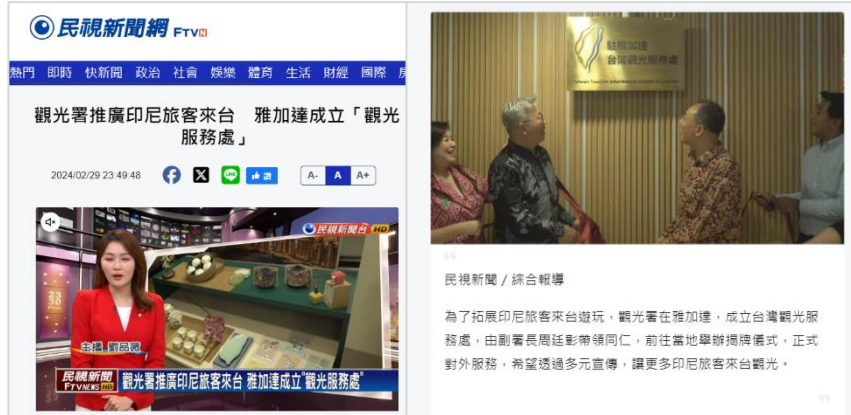 民視新聞網 FTVN
熱門 即時 快新聞 政治 社會 娛樂 體育 生活 財經 國際
觀光署推廣印尼旅客來台 雅加達成立「觀光
服務處」
2024/02/29 23:49:48
A- A A+
民視新聞台 HD
主播 劉品希
民視新聞 FTVNEWS HD
觀光署推廣印尼旅客來台 雅加達成立"觀光服務處"
駐雅加達
台灣觀光服務處
民視新聞/綜合報導
為了拓展印尼旅客來台遊玩,觀光署在雅加達,成立台灣觀光服
務處,由副署長周廷彰帶領同仁,前往當地舉辦揭牌儀式,正式
對外服務,希望透過多元宣傳,讓更多印尼旅客來台觀光。